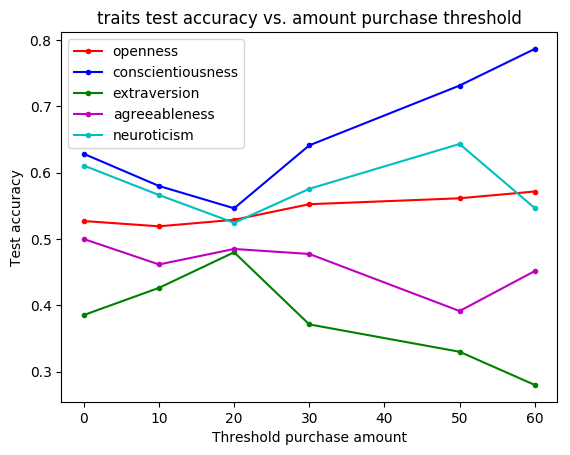 traits test accuracy vs. amount purchase threshold
openness
conscientiousness
extraversion
agreeableness
neuroticism
Test accuracy
0.8
0.7
0.6
0.5
0.4
0.3
0 10 20 30 40 50 60
Threshold purchase amount